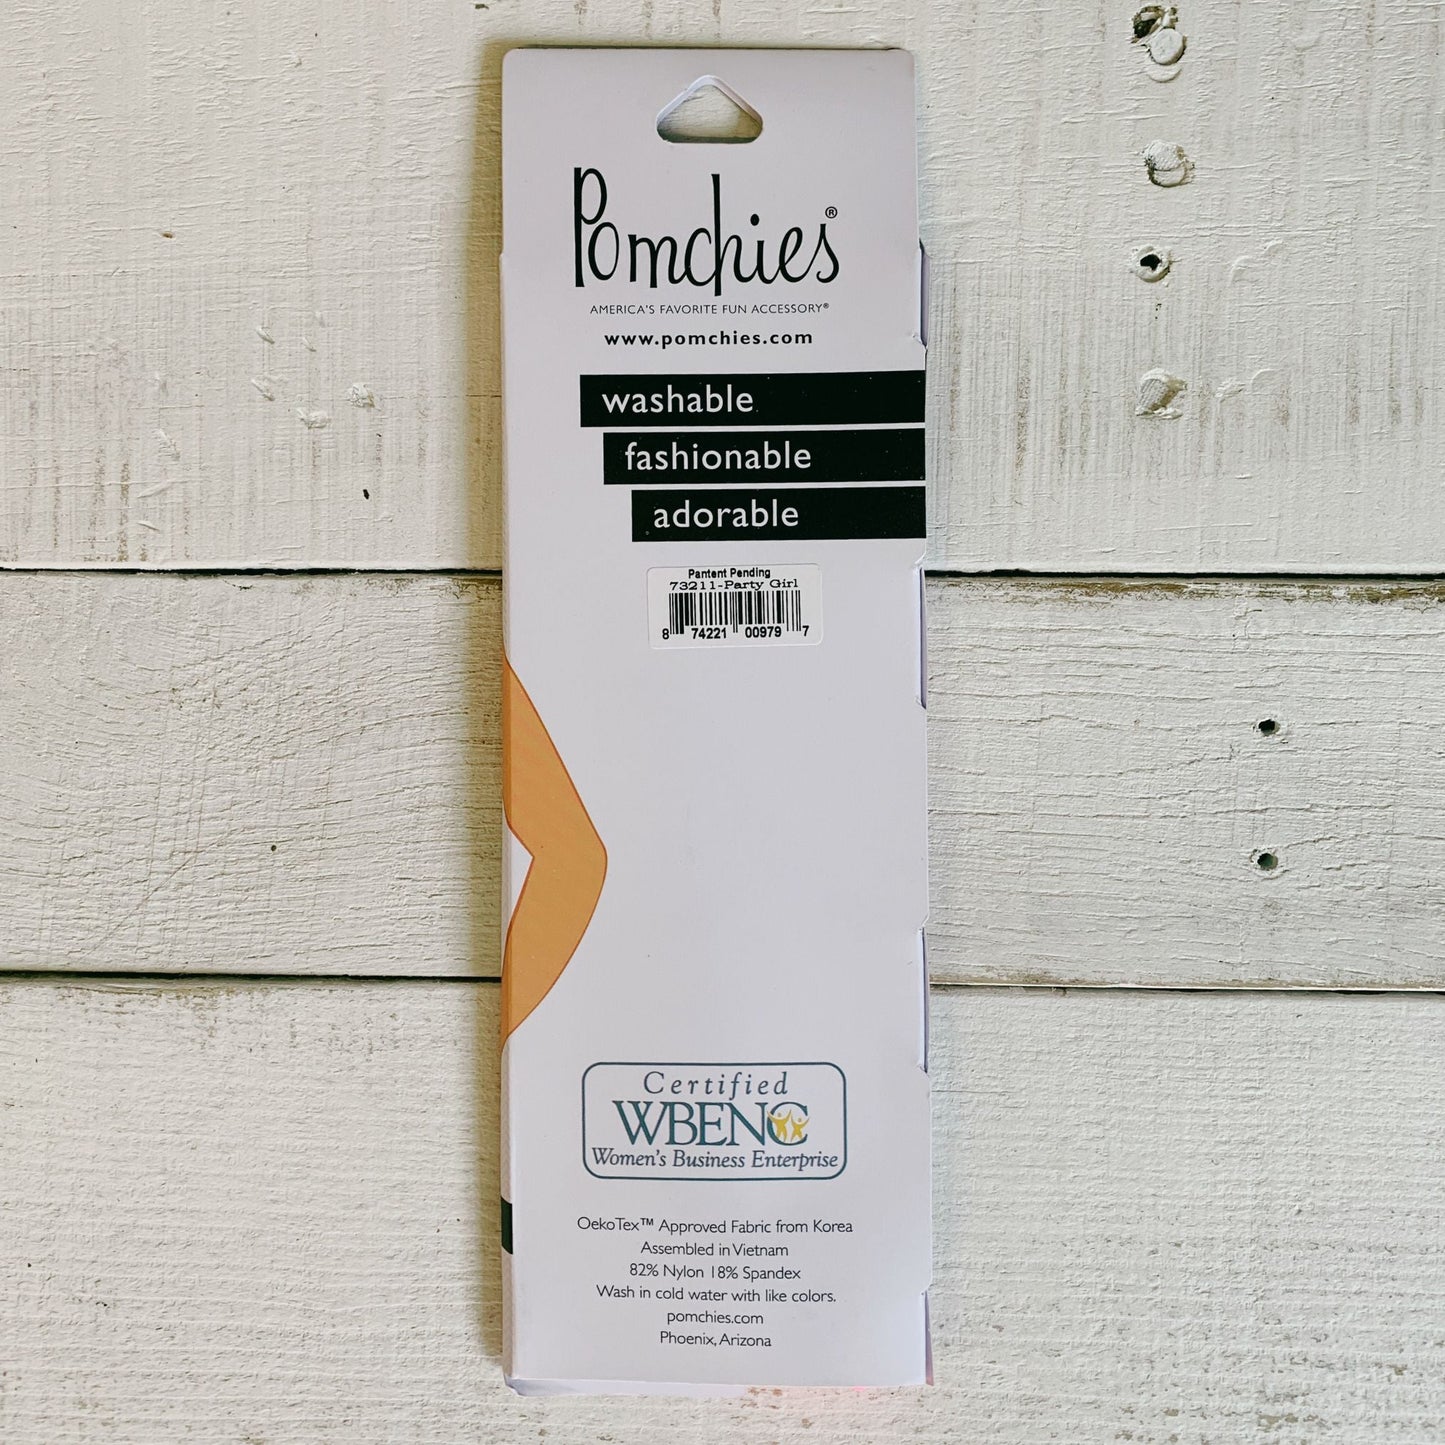 Pomchies®
AMERICA'S FAVORITE FUN ACCESSORY®
www.pomchies.com
washable
fashionable
adorable
Pantent Pending
73211-Party Girl
8 74221 00979 7
Certified
WBENC
Women's Business Enterprise
OekoTex™ Approved Fabric from Korea
Assembled in Vietnam
82% Nylon 18% Spandex
Wash in cold water with like colors.
pomchies.com
Phoenix, Arizona